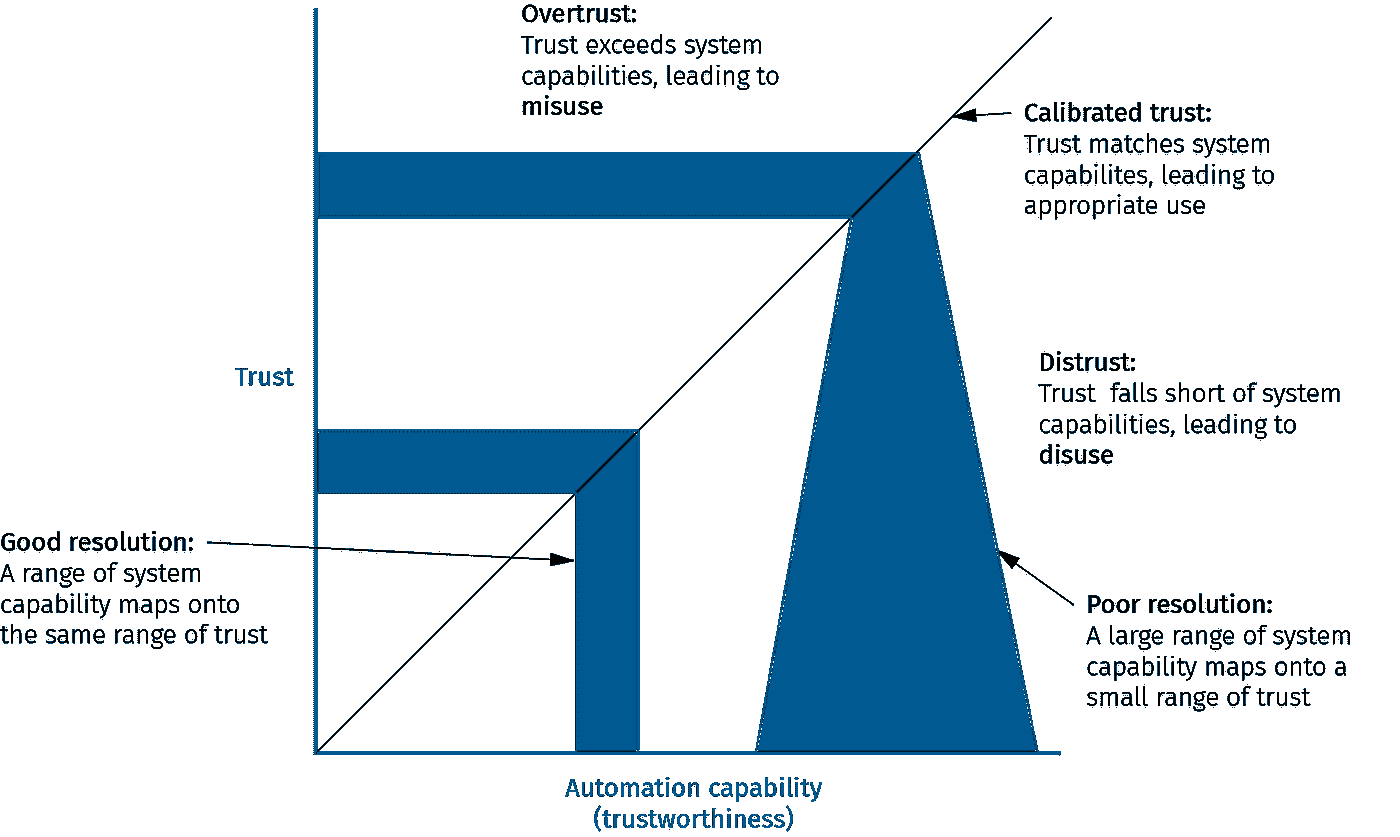 Overtrust:
Trust exceeds system
capabilities, leading to
misuse
Calibrated trust:
Trust matches system
capabilites, leading to
appropriate use
Trust
Distrust:
Trust falls short of system
capabilities, leading to
disuse
Good resolution:
A range of system
capability maps onto
the same range of trust
Poor resolution:
A large range of system
capability maps onto a
small range of trust
Automation capability
(trustworthiness)